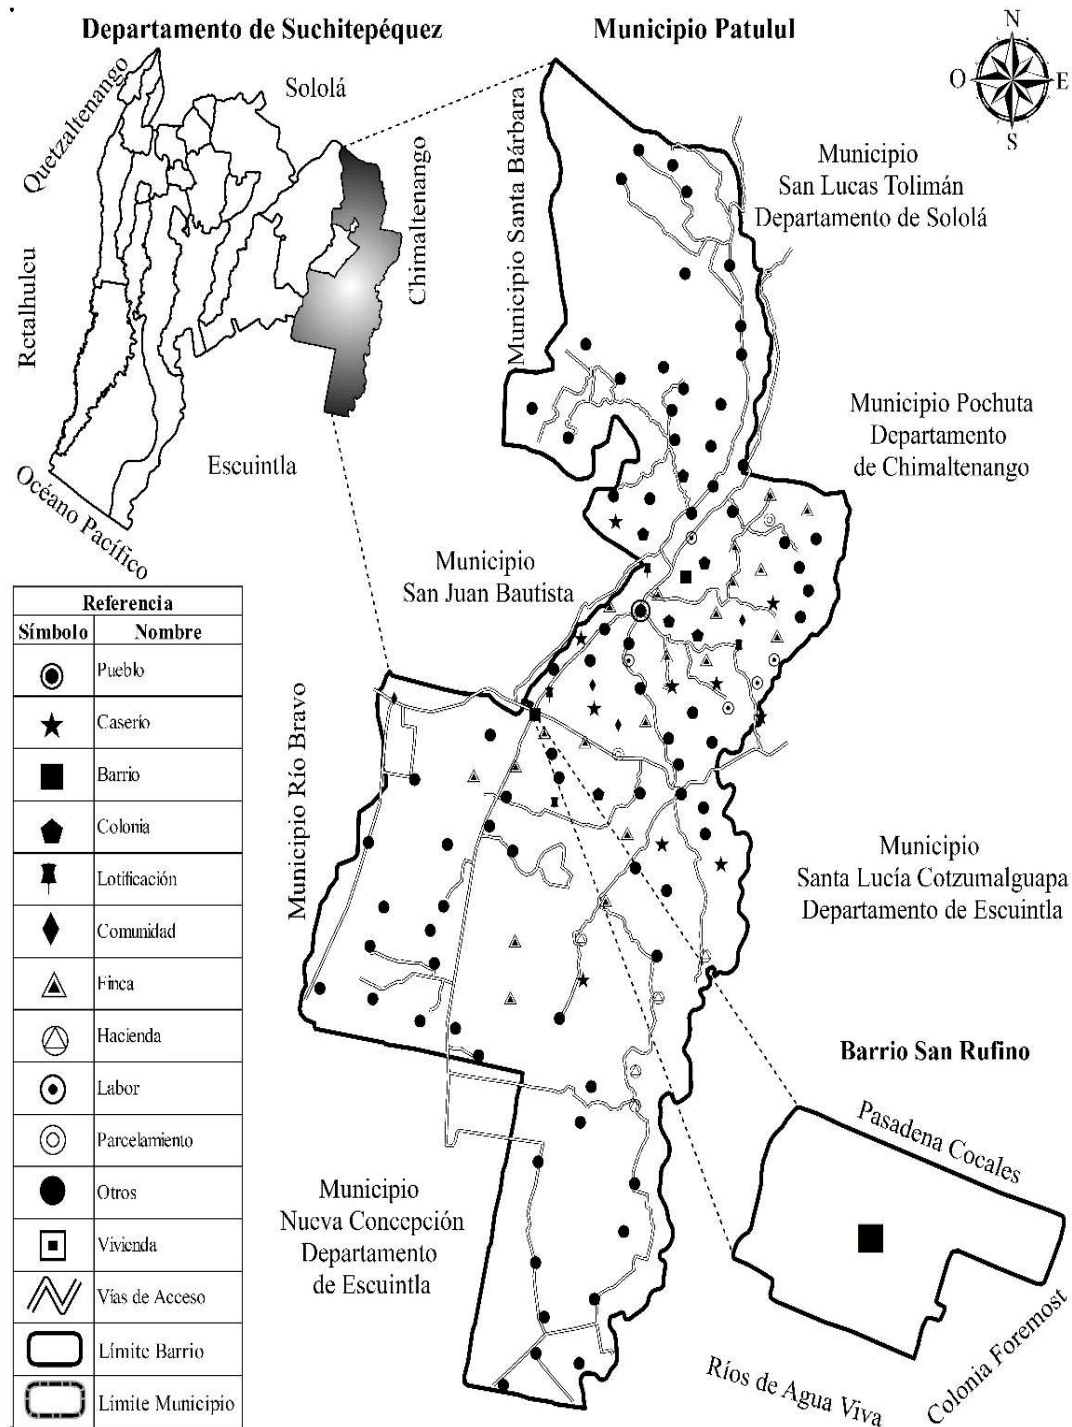 Departamento de Suchitepéquez
Municipio Patulul
N
O
E
S
Quetzaltenango
Sololá
Chimaltenango
Retalhulcu
Escuintla
Océano Pacífico
Municipio Santa Bárbara
Municipio
San Lucas Tolimán
Departamento de Sololá
Municipio Pochuta
Departamento
de Chimaltenango
Municipio
San Juan Bautista
Municipio Río Bravo
Municipio
Santa Lucía Cotzumalguapa
Departamento de Escuintla
Municipio
Nueva Concepción
Departamento
de Escuintla
Barrio San Rufino
Pasadena Cocales
Colonia Foremost
Ríos de Agua Viva
Referencia
Símbolo Nombre
Pueblo
Caserío
Barrio
Colonia
Lotificación
Comunidad
Finca
Hacienda
Labor
Parcelamiento
Otros
Vivienda
Vías de Acceso
Límite Barrio
Límite Municipio